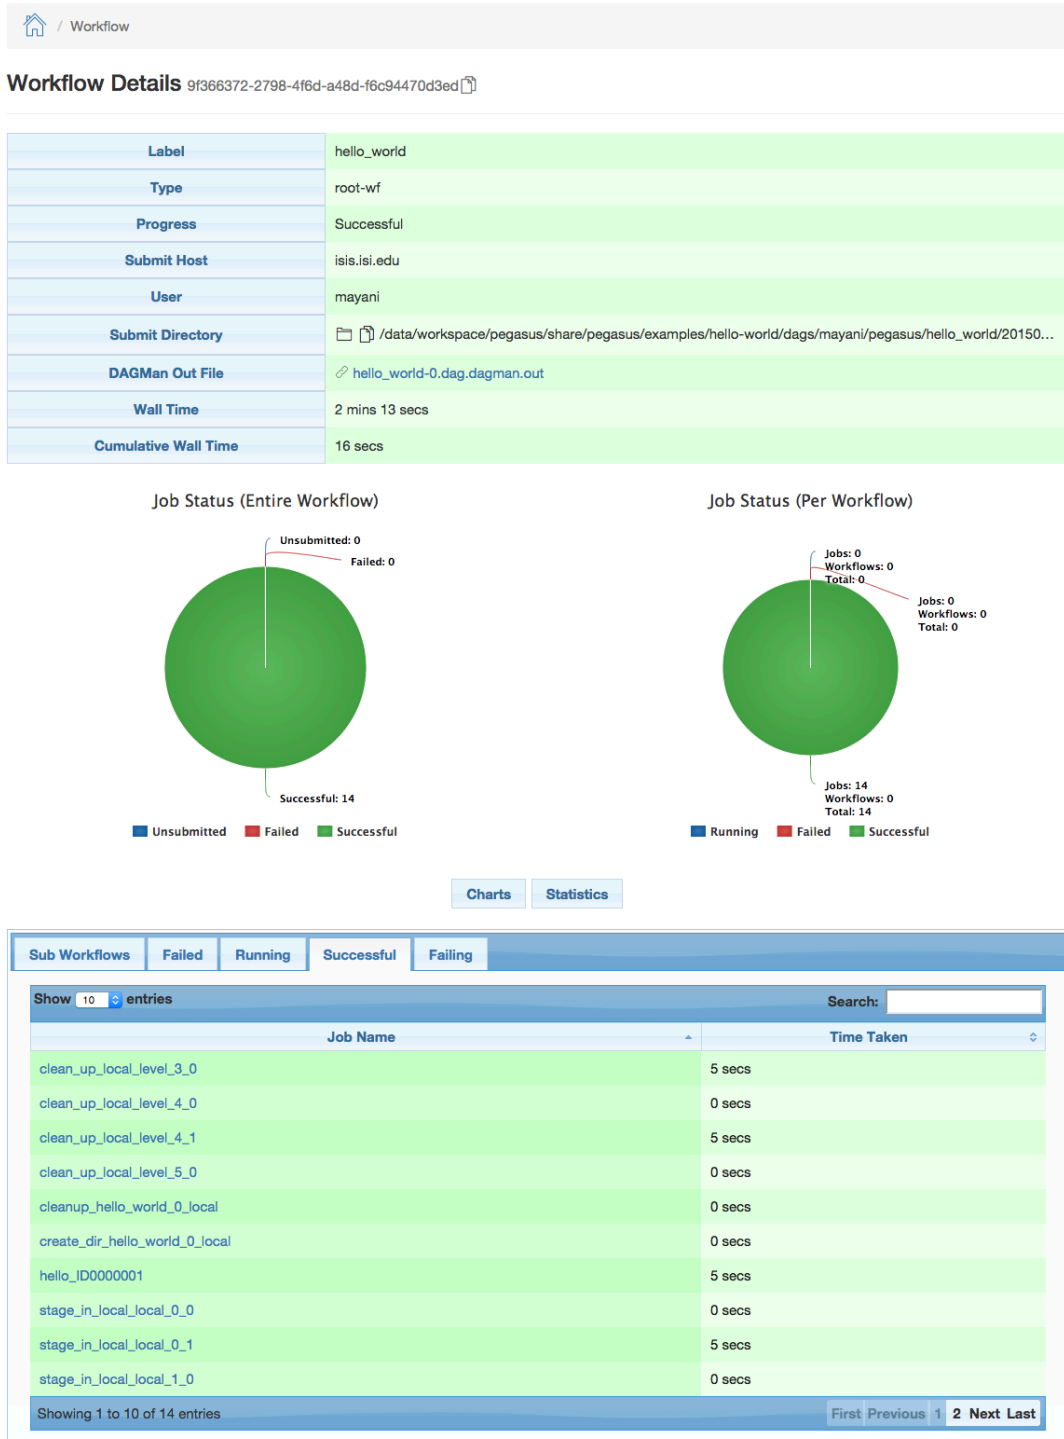 / Workflow
Workflow Details 9f366372-2798-4f6d-a48d-f6c94470d3ed
Label hello_world
Type root-wf
Progress Successful
Submit Host isis.isi.edu
User mayani
Submit Directory /data/workspace/pegasus/share/pegasus/examples/hello-world/dags/mayani/pegasus/hello_world/20150...
DAGMan Out File hello_world-0.dag.dagman.out
Wall Time 2 mins 13 secs
Cumulative Wall Time 16 secs
Job Status (Entire Workflow)
Unsubmitted: 0
Failed: 0
Successful: 14
Unsubmitted Failed Successful
Job Status (Per Workflow)
Jobs: 0
Workflows: 0
Total: 0
Jobs: 0
Workflows: 0
Total: 0
Jobs: 14
Workflows: 0
Total: 14
Running Failed Successful
Charts Statistics
Sub Workflows Failed Running Successful Failing
Show 10 entries Search:
Job Name Time Taken
clean_up_local_level_3_0 5 secs
clean_up_local_level_4_0 0 secs
clean_up_local_level_4_1 5 secs
clean_up_local_level_5_0 0 secs
cleanup_hello_world_0_local 0 secs
create_dir_hello_world_0_local 0 secs
hello_ID0000001 5 secs
stage_in_local_local_0_0 0 secs
stage_in_local_local_0_1 5 secs
stage_in_local_local_1_0 0 secs
Showing 1 to 10 of 14 entries First Previous 1 2 Next Last